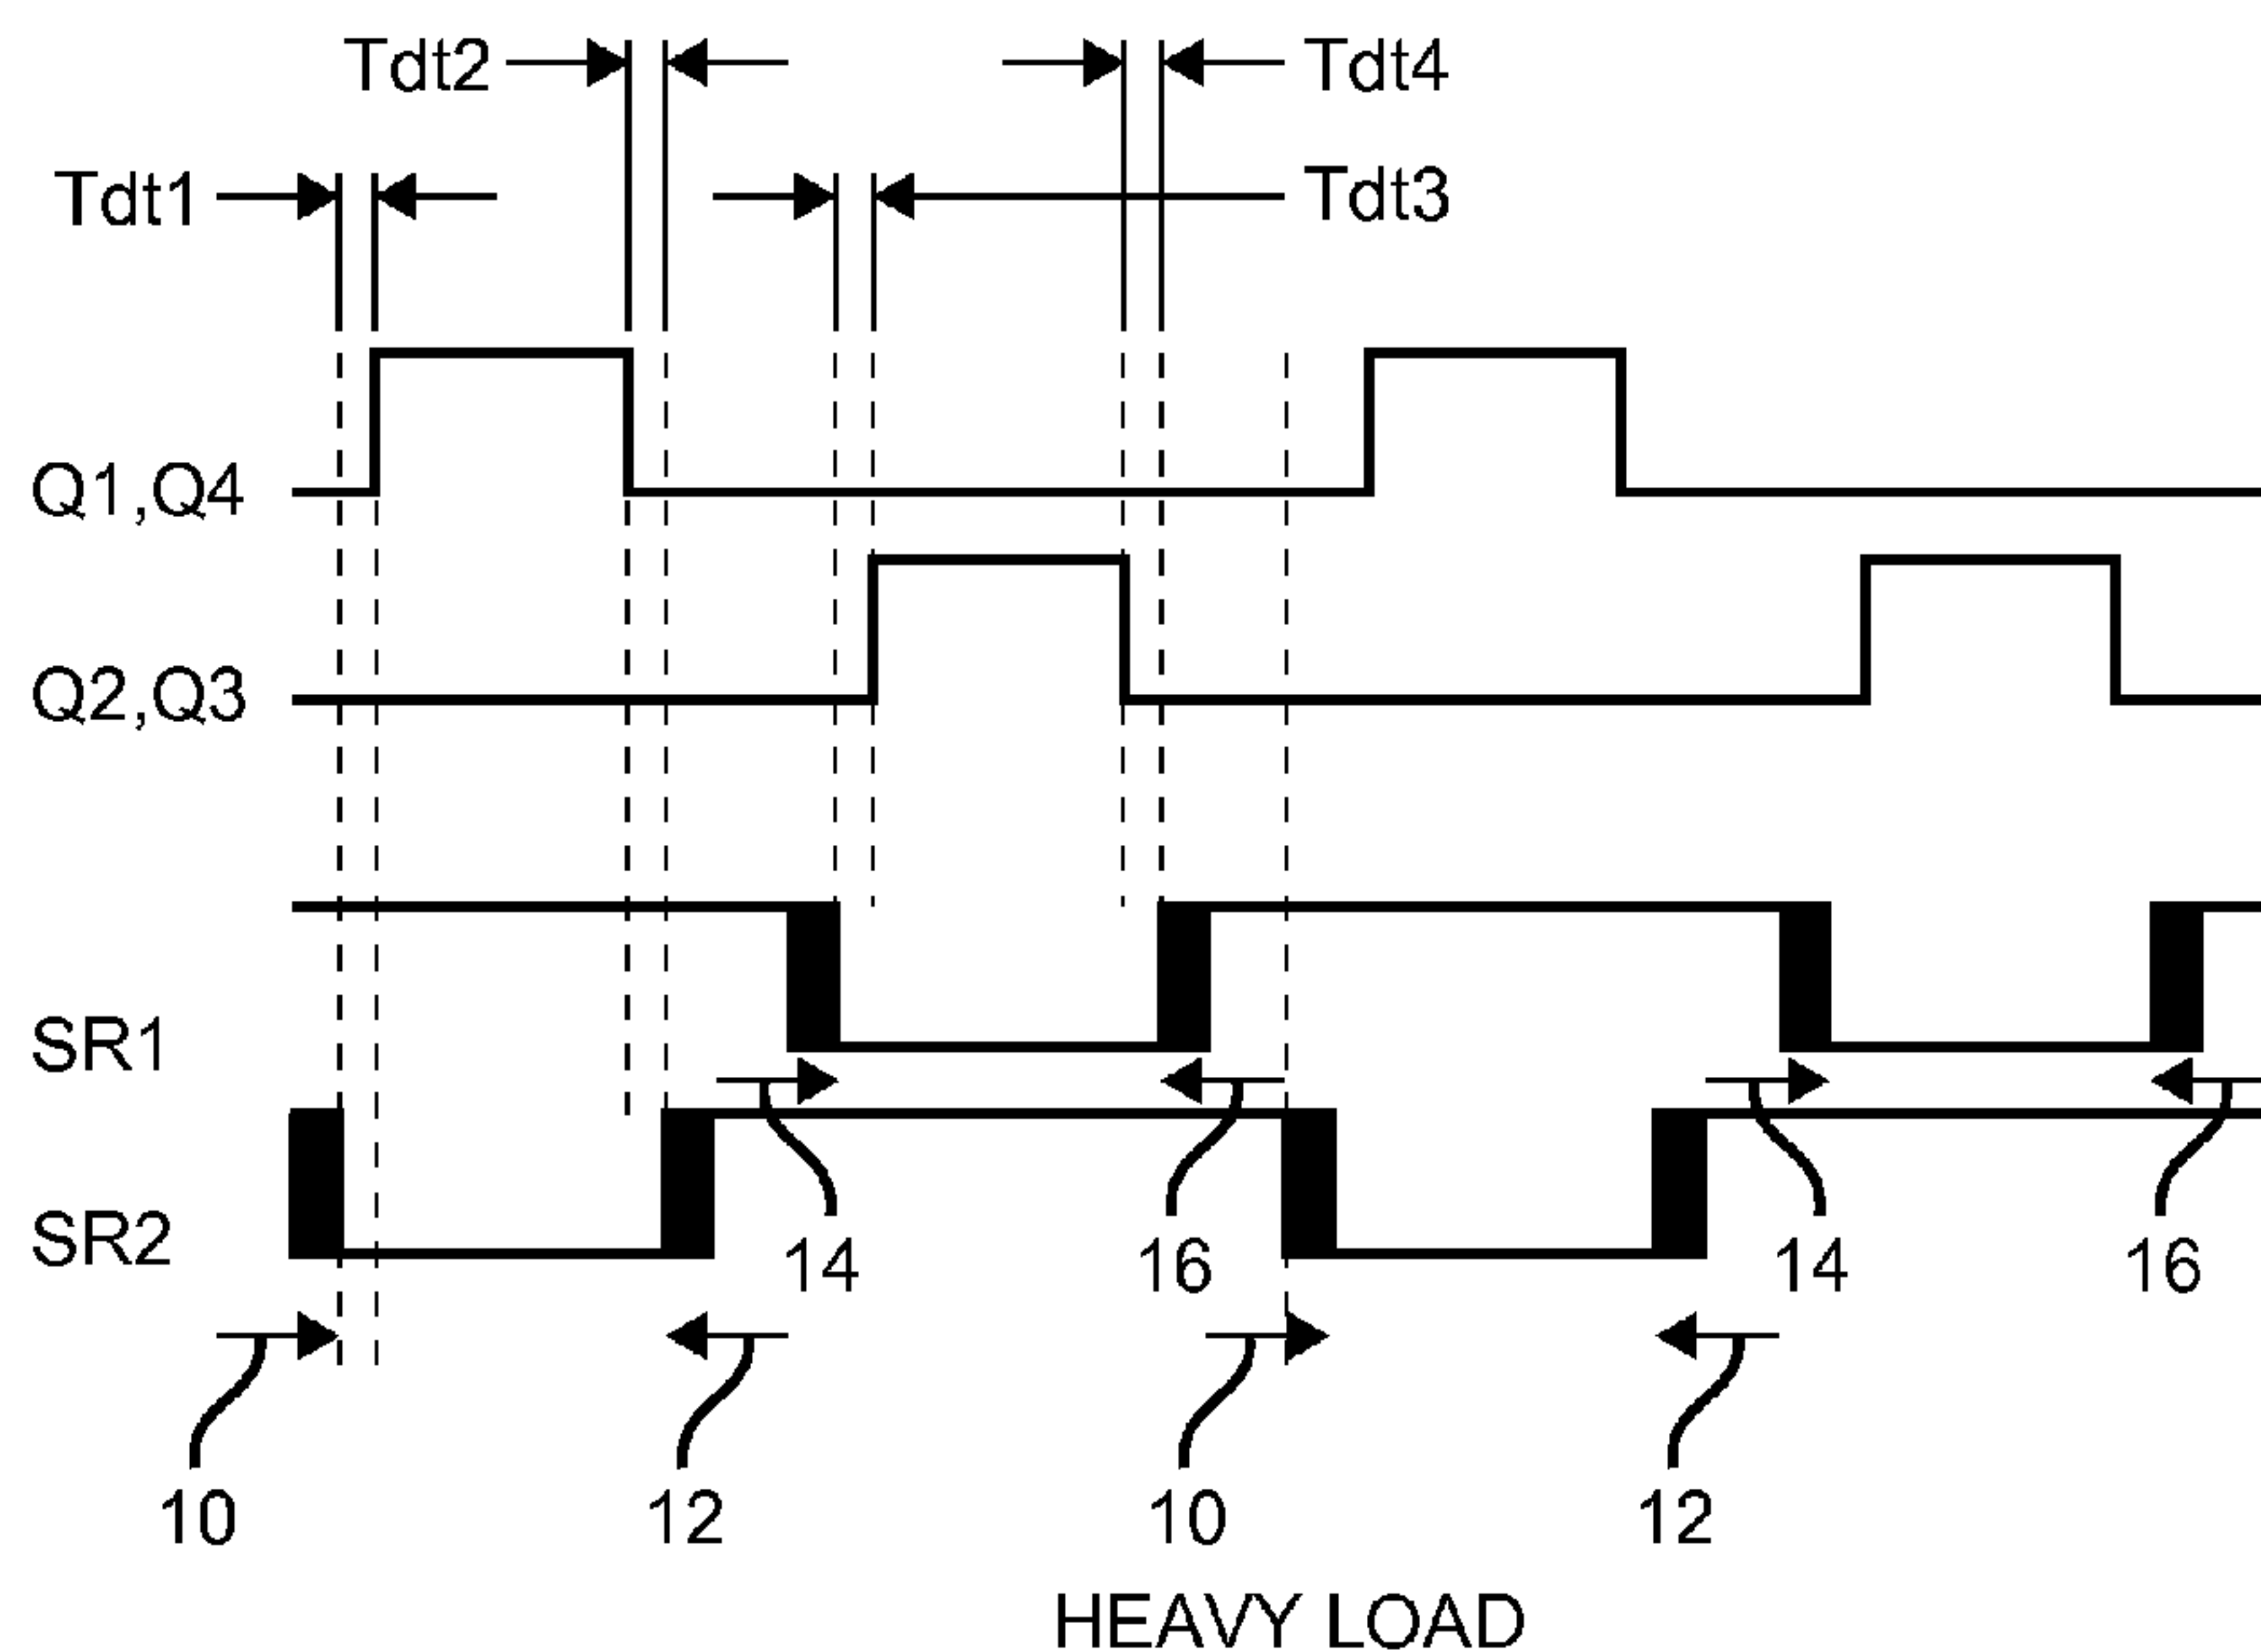 Tdt2
Tdt4
Tdt1
Tdt3
Q1,Q4
Q2,Q3
SR1
SR2
14
16
14
16
10
12
10
12
HEAVY LOAD